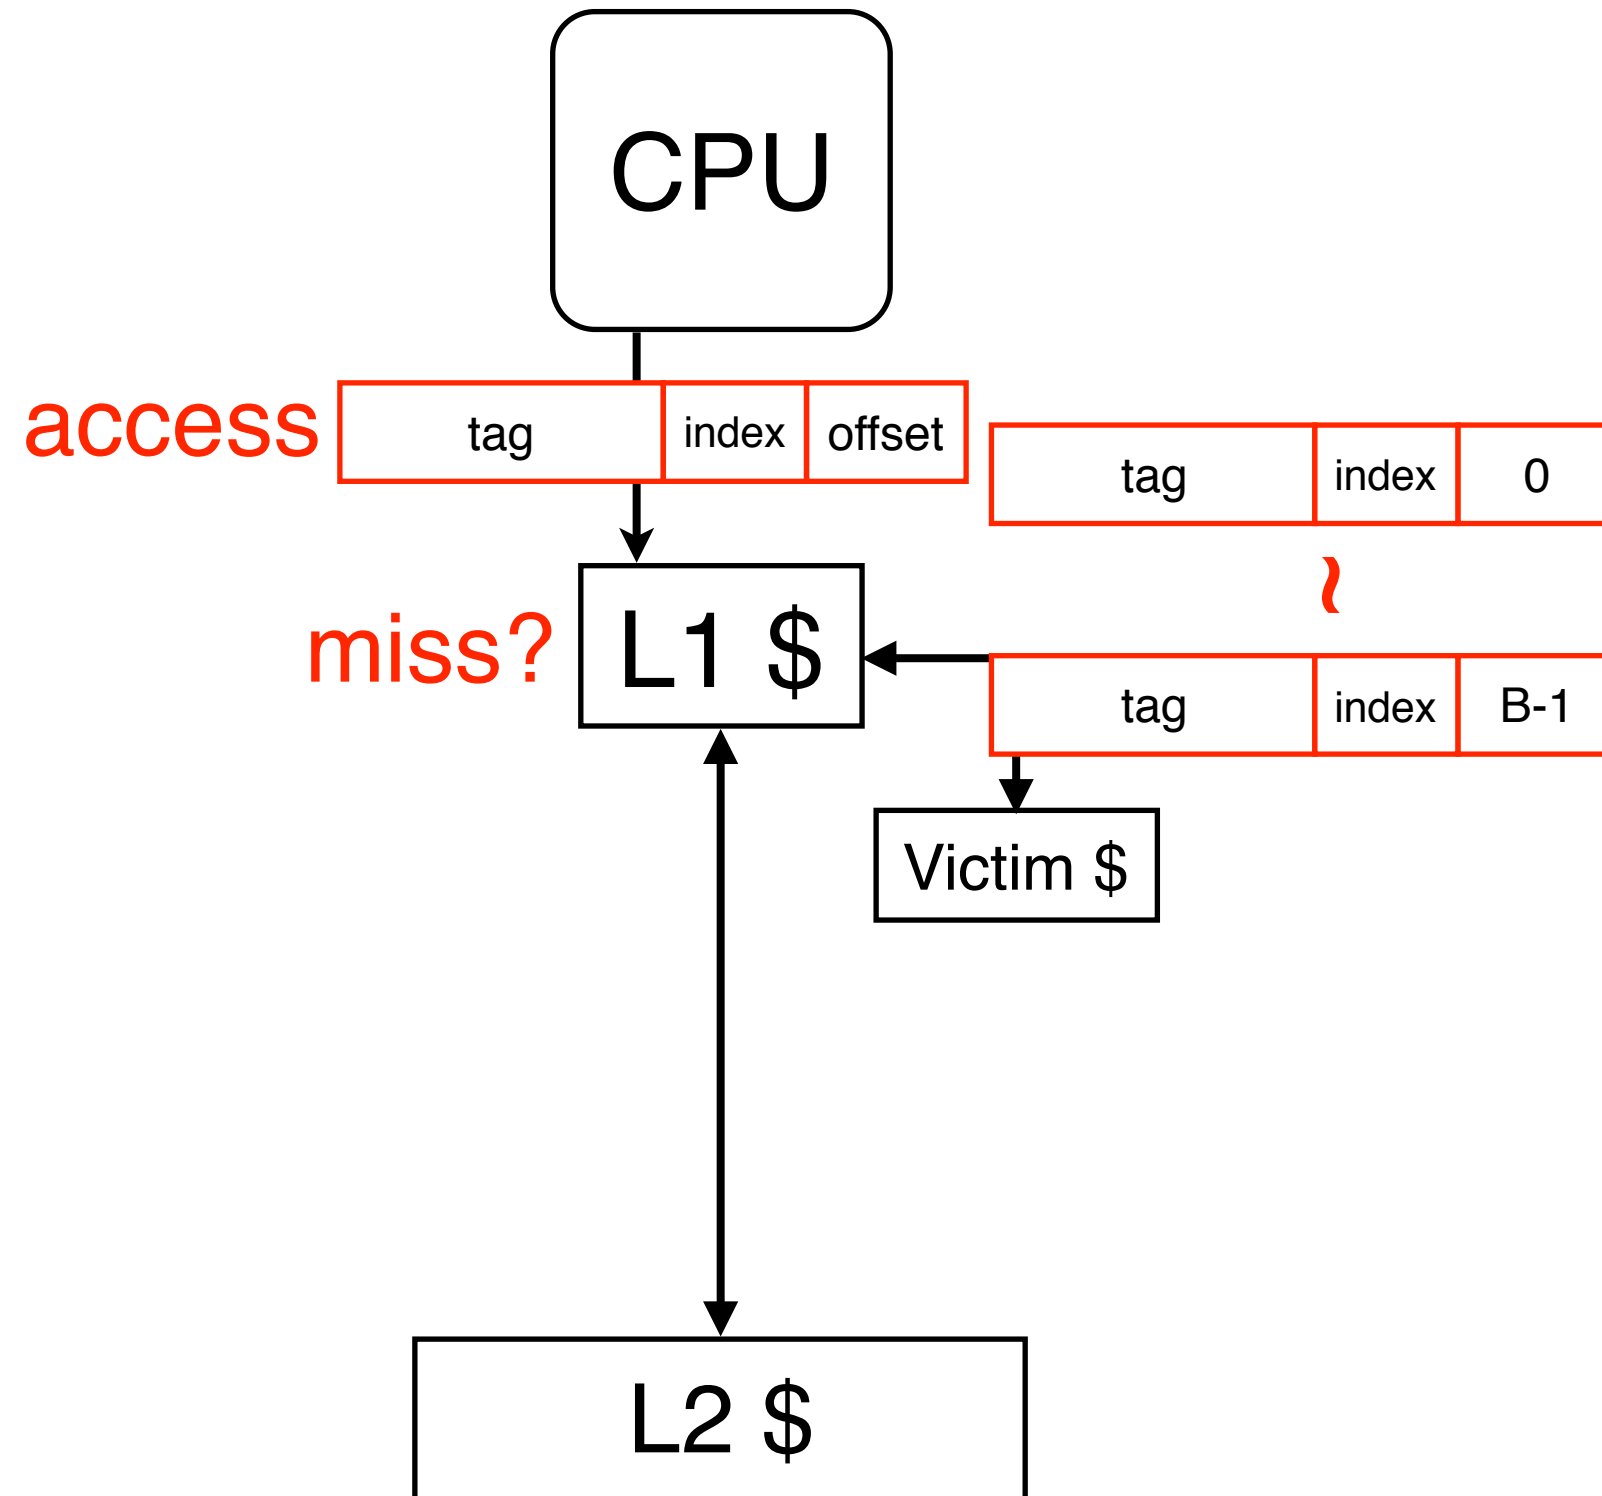 CPU
access tag index offset
tag index 0
~
miss? L1 $
tag index B-1
Victim $
L2 $